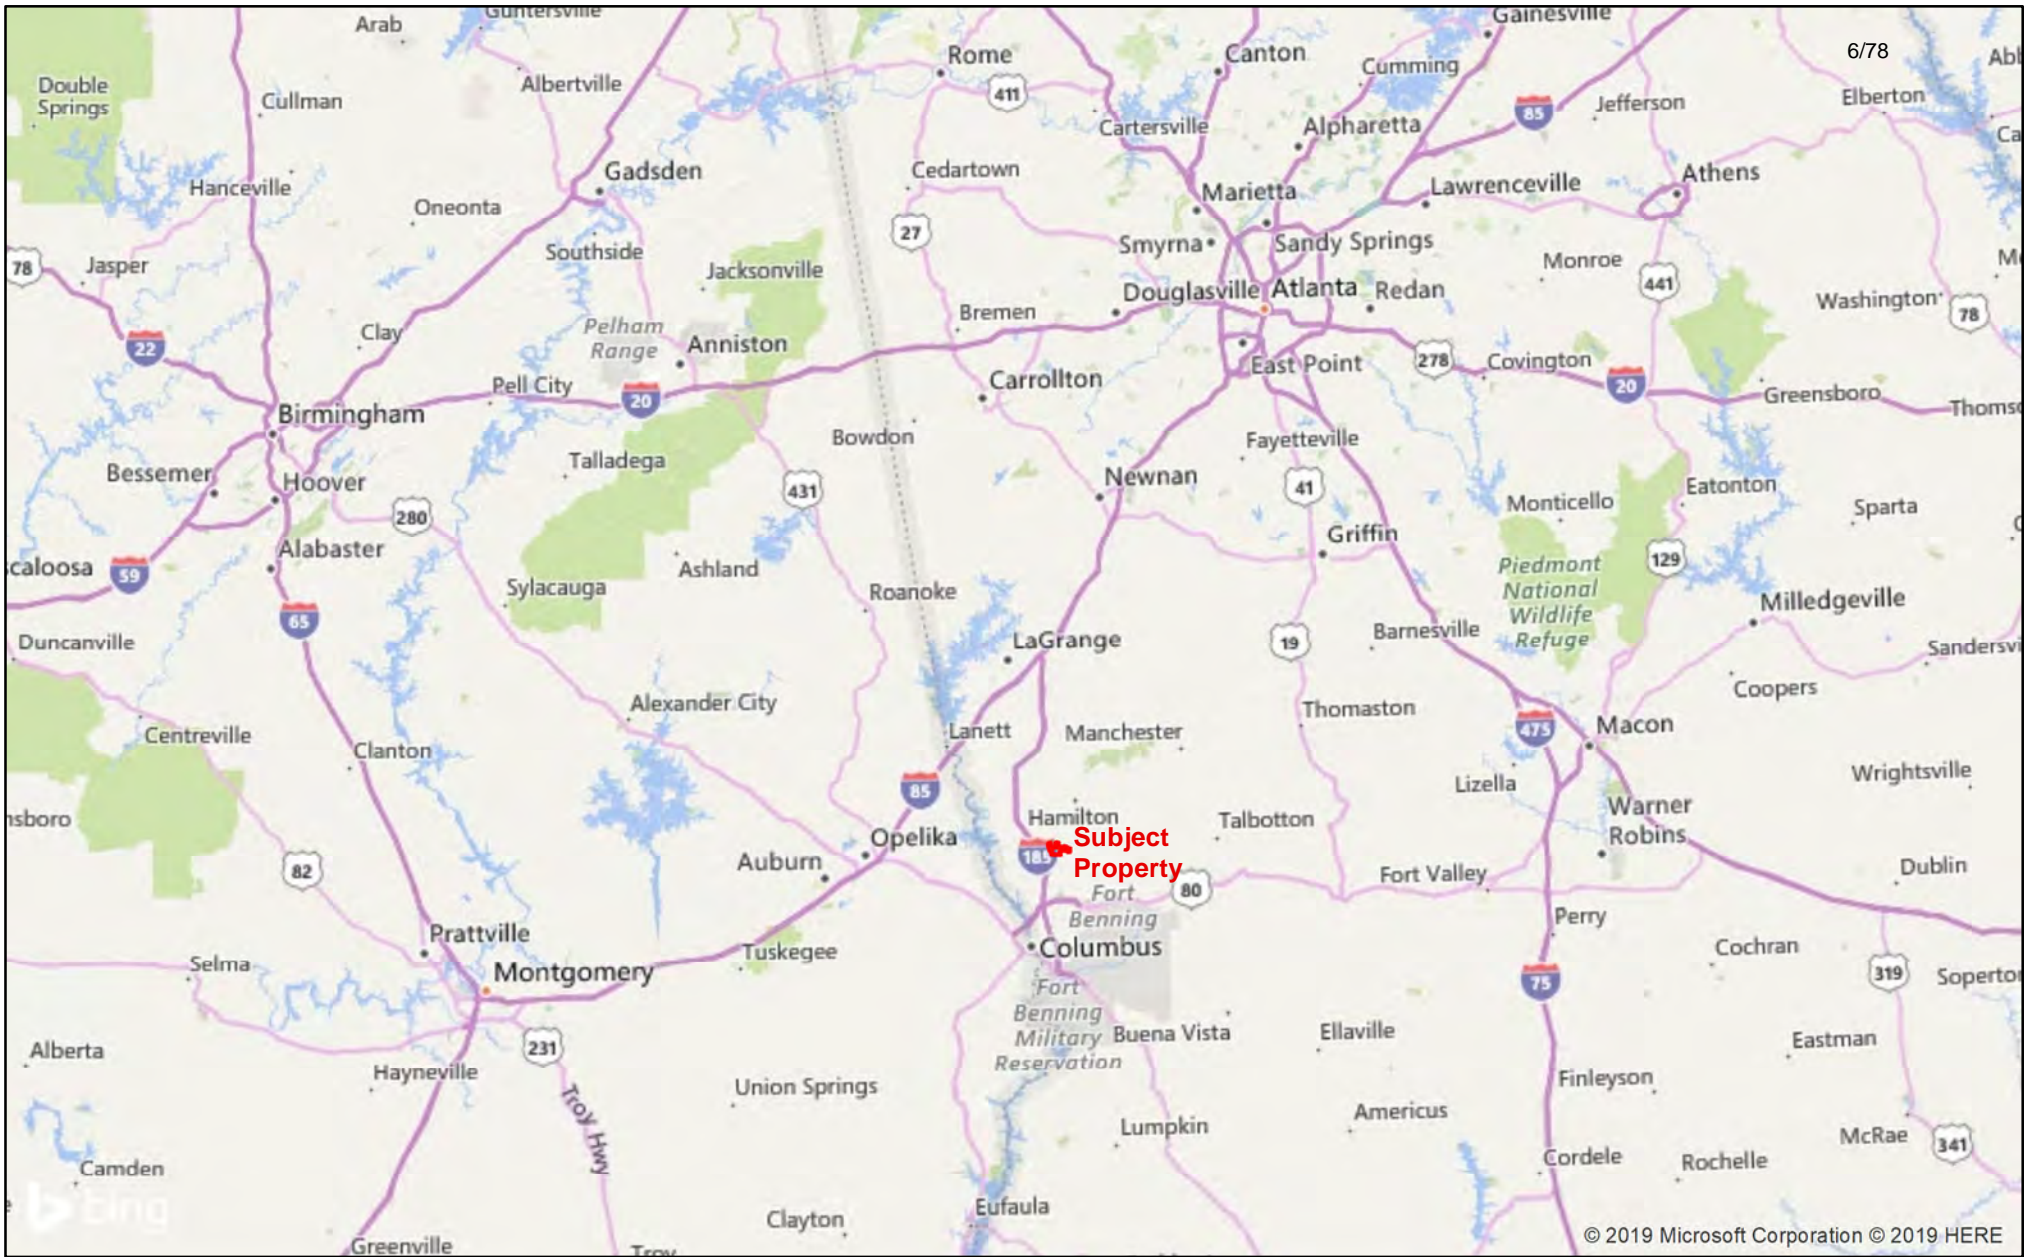 Guntersville
Gainesville
Arab
6/78
Rome
Canton
Cumming
Double
Springs
Albertville
Cullman
411
85
Jefferson
Elberton
Cartersville
Alpharetta
Gadsden
Cedartown
Hanceville
Marietta
Lawrenceville
Athens
Oneonta
27
Southside
Smyrna
Sandy Springs
78
Jasper
Jacksonville
Monroe
441
Douglasville
Atlanta
Redan
Washington
78
Pelham
Range
Bremen
Clay
22
Anniston
East Point
278
Covington
Pell City
20
Carrollton
20
Greensboro
Birmingham
Bowdon
Fayetteville
Talladega
Bessemer
Hoover
431
Newnan
41
Monticello
Eatonton
Sparta
280
Griffin
Alabaster
caloosa
59
Ashland
Piedmont
National
Wildlife
Refuge
129
Sylacauga
Roanoke
Milledgeville
65
Duncanville
LaGrange
19
Barnesville
Sandersvi
Alexander City
Coopers
Thomaston
Centreville
Lanett
Manchester
475
Macon
Clanton
Wrightsville
85
Lizella
nsboro
Hamilton
Talbotton
Warner
Robins
Opelika
185
Subject
Property
Auburn
82
Fort Valley
Dublin
80
Fort
Benning
Perry
Prattville
Columbus
Cochran
Selma
Tuskegee
Montgomery
75
319
Soperto
Fort
Benning
Military
Reservation
Buena Vista
Ellaville
Eastman
Alberta
231
Hayneville
Union Springs
Finleyson
Troy Hwy
Americus
Lumpkin
McRae
341
Camden
Cordele
Rochelle
bing
Clayton
Eufaula
Greenville
Troy
© 2019 Microsoft Corporation © 2019 HERE